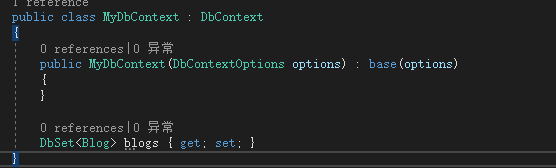 1 reference
public class MyDbContext : DbContext
{
0 references|0 异常
public MyDbContext(DbContextOptions options) : base(options)
{
}
0 references|0 异常
DbSet<Blog> blogs { get; set; }
}